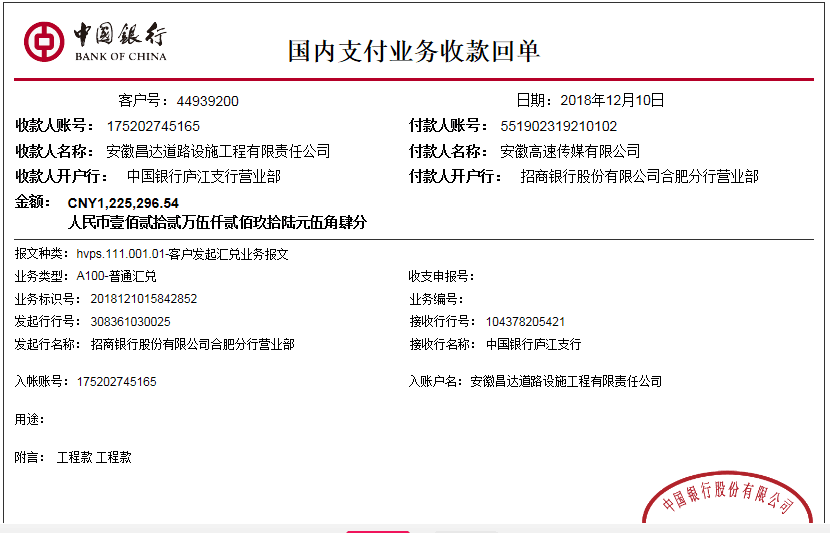 中国银行
BANK OF CHINA
国内支付业务收款回单
客户号：44939200 日期：2018年12月10日
收款人账号：175202745165 付款人账号：551902319210102
收款人名称：安徽昌达道路设施工程有限责任公司 付款人名称：安徽高速传媒有限公司
收款人开户行：中国银行庐江支行营业部 付款人开户行：招商银行股份有限公司合肥分行营业部
金额：CNY1,225,296.54
人民币壹佰贰拾贰万伍仟贰佰玖拾陆元伍角肆分
报文种类：hvps.111.001.01-客户发起汇兑业务报文
业务类型：A100-普通汇兑 收支申报号：
业务标识号：2018121015842852 业务编号：
发起行行号：308361030025 接收行行号：104378205421
发起行名称：招商银行股份有限公司合肥分行营业部 接收行名称：中国银行庐江支行
入帐账号：175202745165 入账户名：安徽昌达道路设施工程有限责任公司
用途：
附言：工程款 工程款
中国银行股份有限公司